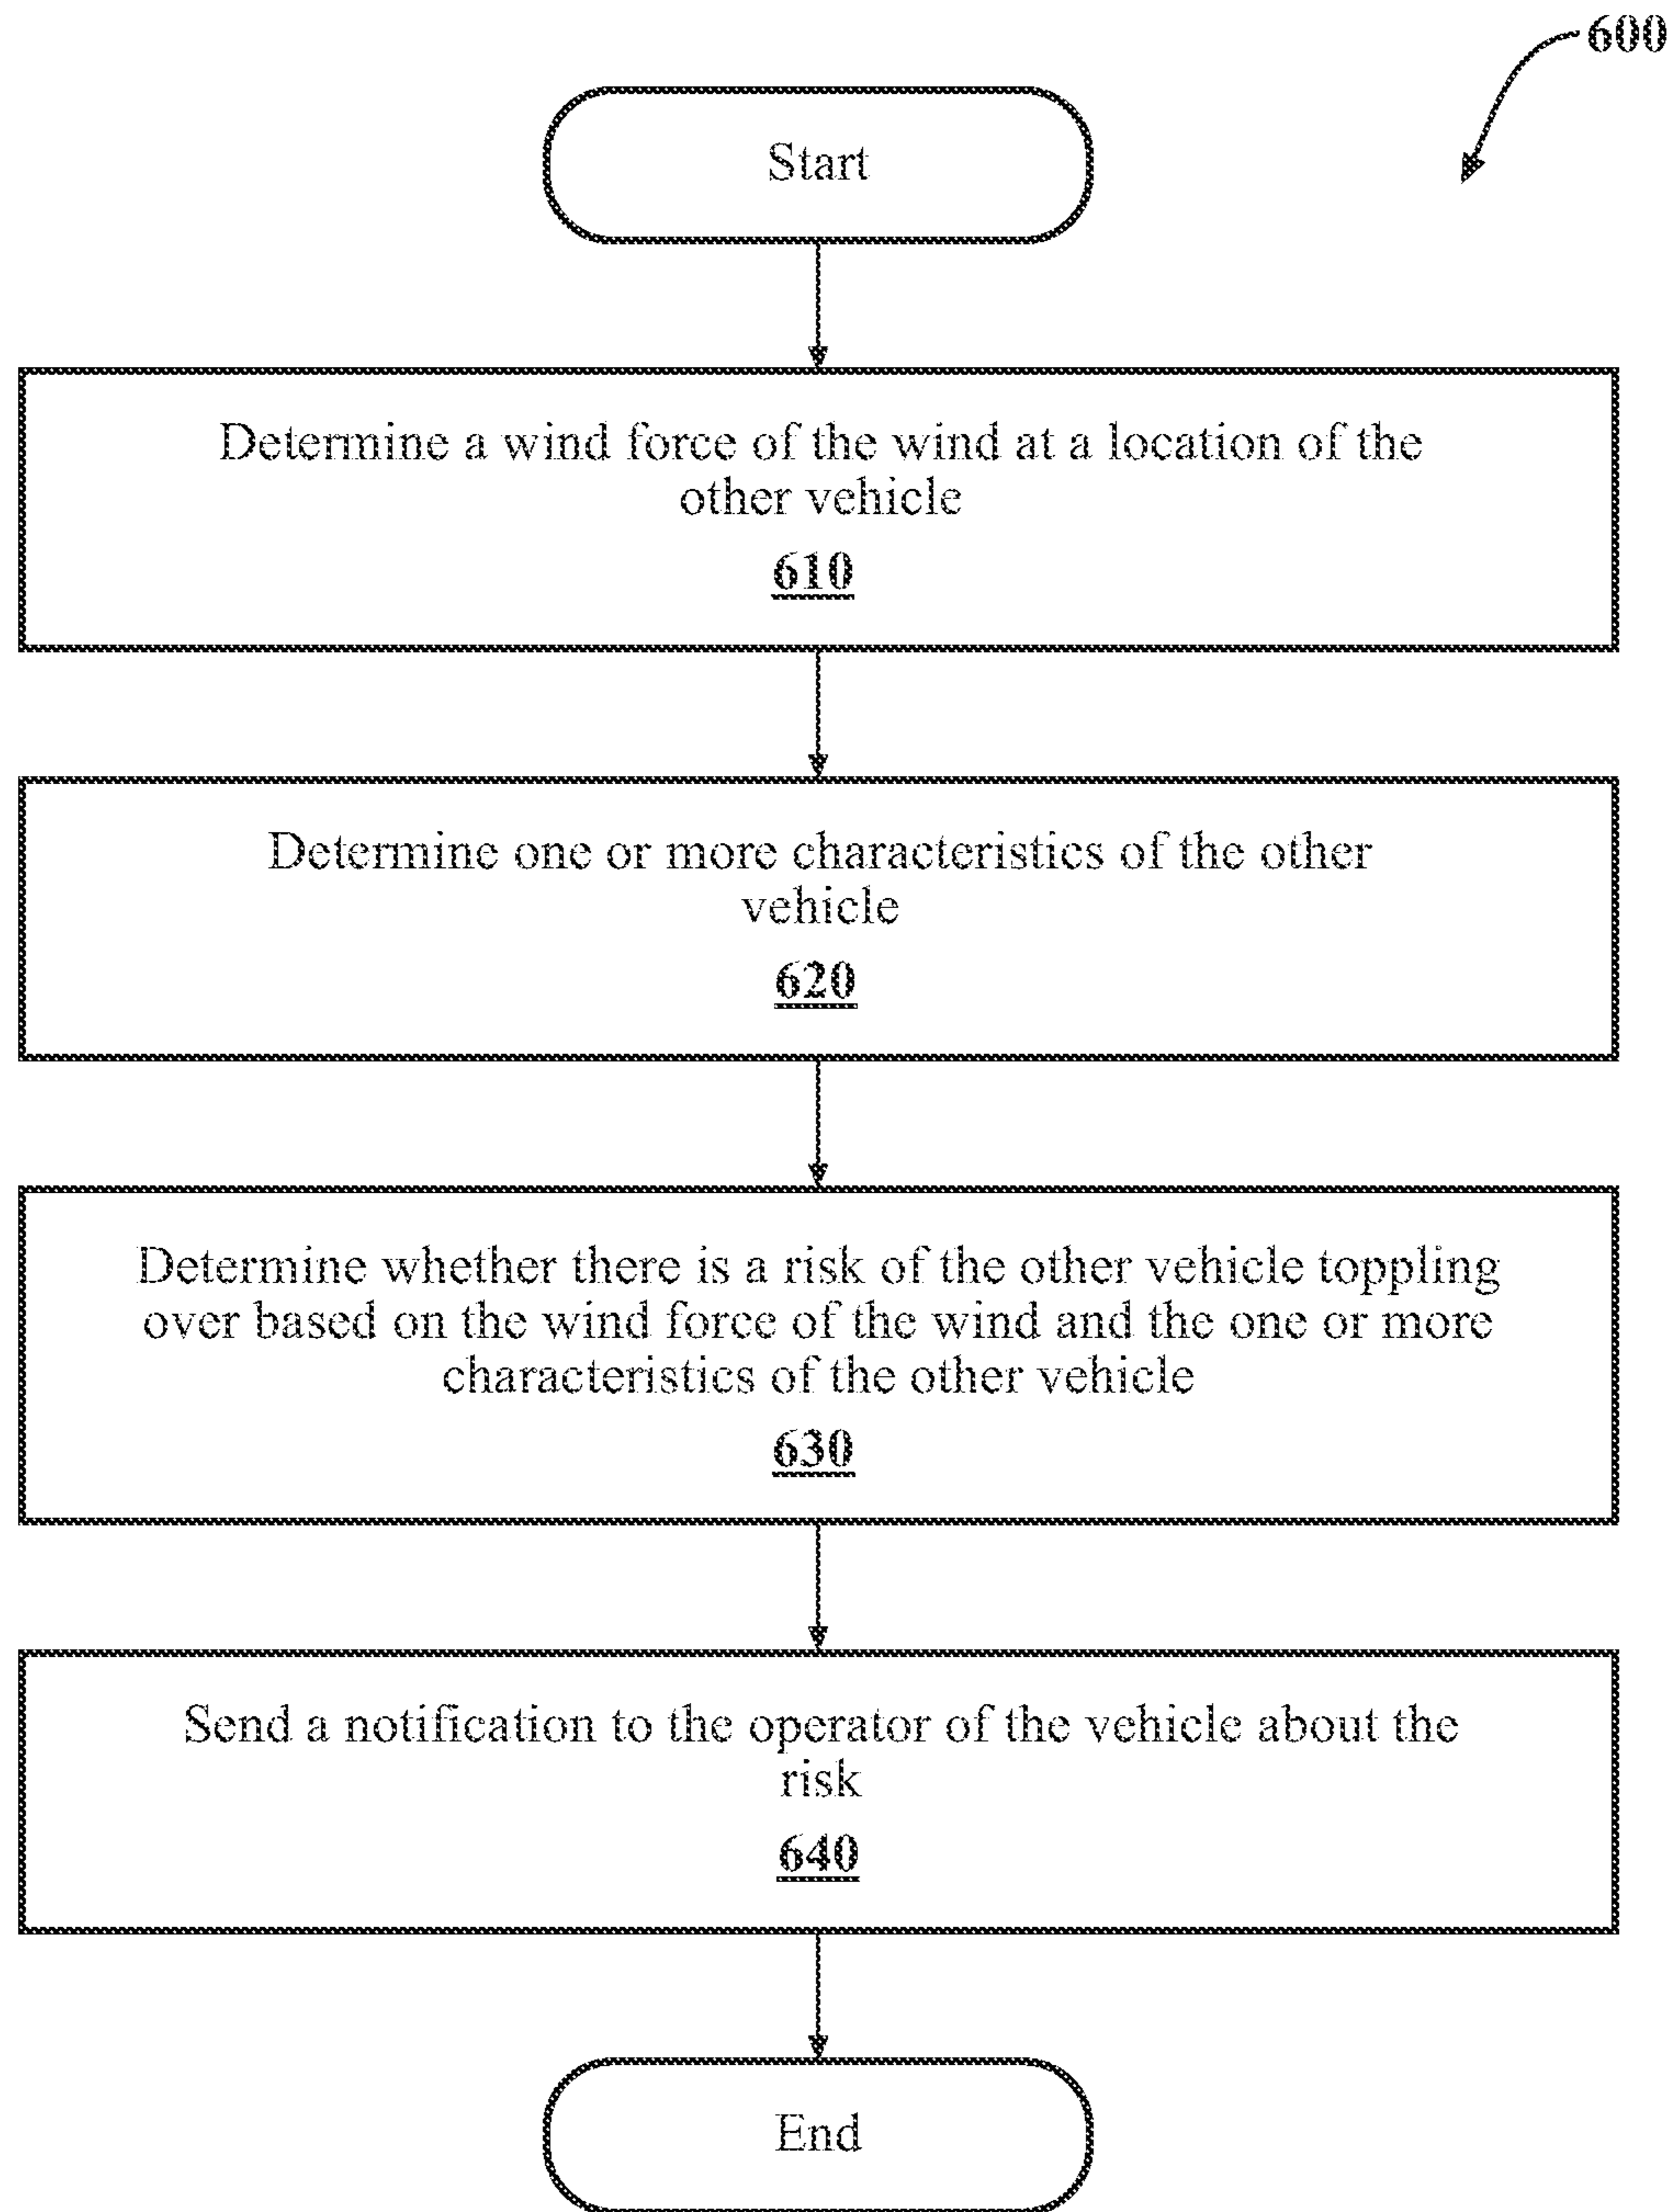 600
Start
Determine a wind force of the wind at a location of the
other vehicle
610
Determine one or more characteristics of the other
vehicle
620
Determine whether there is a risk of the other vehicle toppling
over based on the wind force of the wind and the one or more
characteristics of the other vehicle
630
Send a notification to the operator of the vehicle about the
risk
640
End